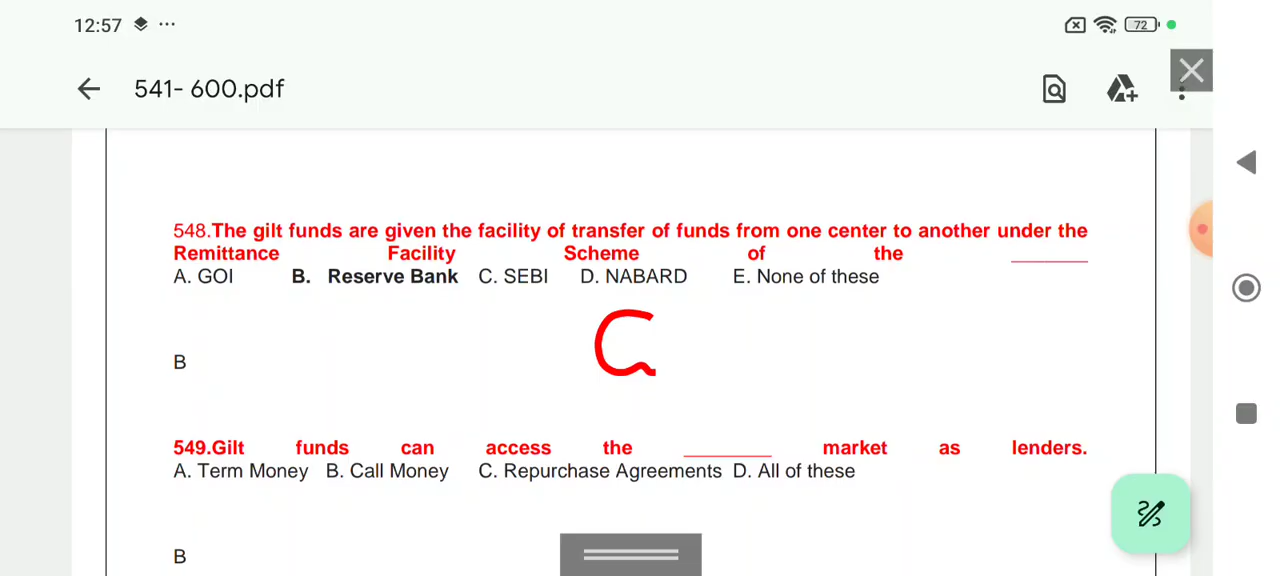 12:57
72
541- 600.pdf
548.The gilt funds are given the facility of transfer of funds from one center to another under the
Remittance Facility Scheme of the ________
A. GOI B. Reserve Bank C. SEBI D. NABARD E. None of these
B
549.Gilt funds can access the _________ market as lenders.
A. Term Money B. Call Money C. Repurchase Agreements D. All of these
B